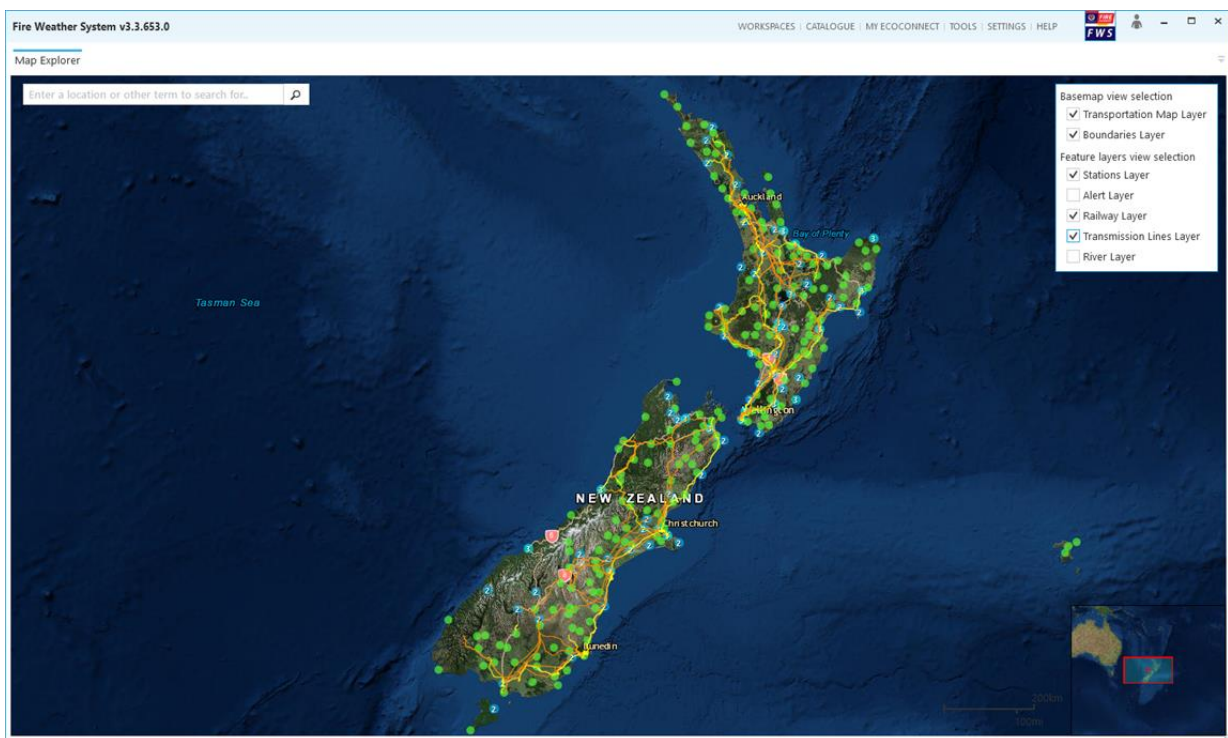 Fire Weather System v3.3.653.0
WORKSPACES | CATALOGUE | MY ECOCONNECT | TOOLS | SETTINGS | HELP
FIRE
FWS
Map Explorer
Enter a location or other term to search for..
Basemap view selection
Transportation Map Layer
Boundaries Layer
Feature layers view selection
Stations Layer
Alert Layer
Railway Layer
Transmission Lines Layer
River Layer
Auckland
Bay of Plenty
Tasman Sea
Wellington
NEW ZEALAND
Christchurch
Dunedin
200km
100mi